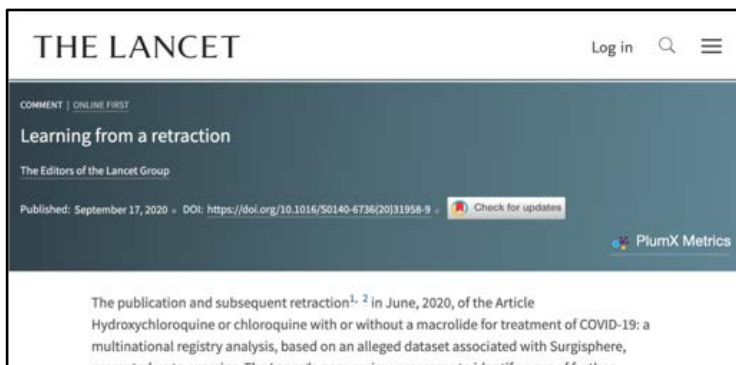 THE LANCET
Log in
COMMENT | ONLINE FIRST
Learning from a retraction
The Editors of the Lancet Group
Published: September 17, 2020 • DOI: https://doi.org/10.1016/S0140-6736(20)31958-9 • Check for updates
PlumX Metrics
The publication and subsequent retraction1, 2 in June, 2020, of the Article
Hydroxychloroquine or chloroquine with or without a macrolide for treatment of COVID-19: a
multinational registry analysis, based on an alleged dataset associated with Surgisphere,